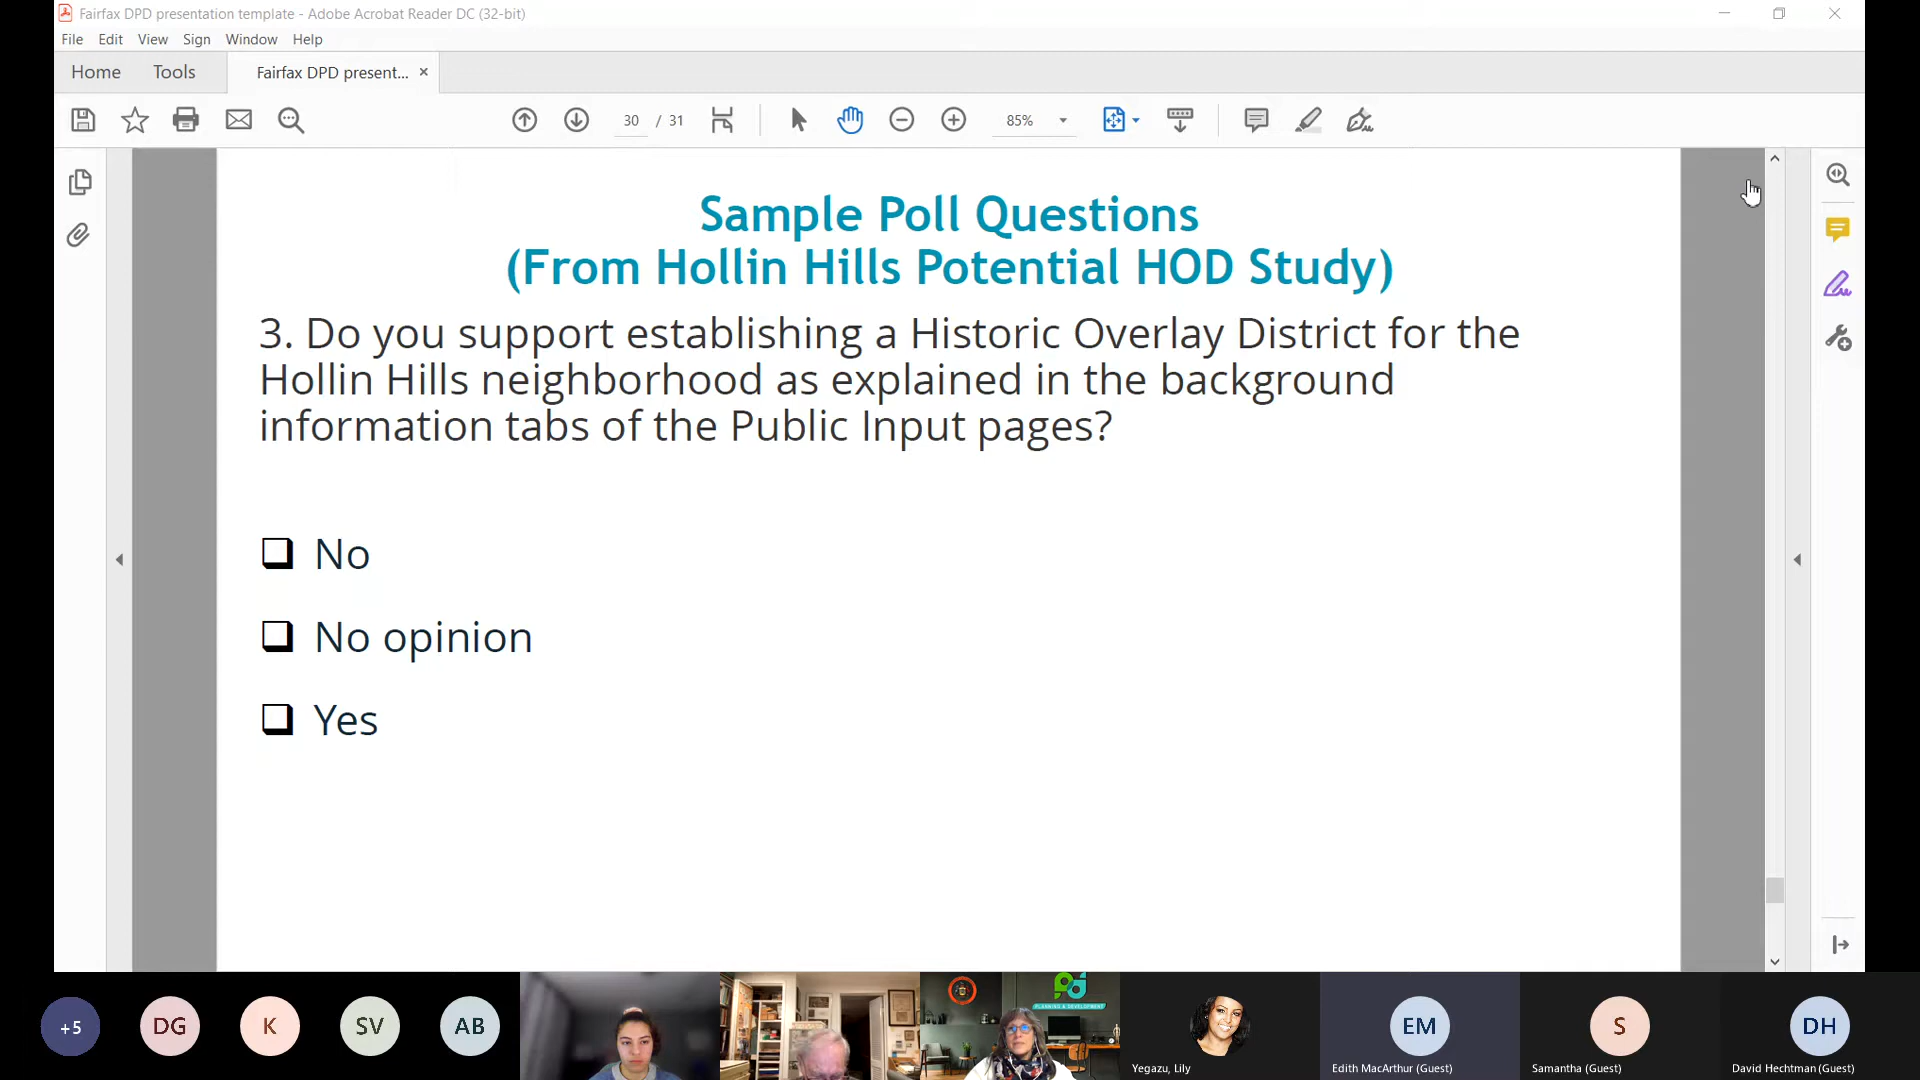 Fairfax DPD presentation template - Adobe Acrobat Reader DC (32-bit)
File Edit View Sign Window Help
Home Tools Fairfax DPD present... ×
30 / 31 85%
Sample Poll Questions
(From Hollin Hills Potential HOD Study)
3. Do you support establishing a Historic Overlay District for the
Hollin Hills neighborhood as explained in the background
information tabs of the Public Input pages?
No
No opinion
Yes
+5 DG K SV AB EM S DH
PLANNING & DEVELOPMENT
Yegazu, Lily Edith MacArthur (Guest) Samantha (Guest) David Hechtman (Guest)